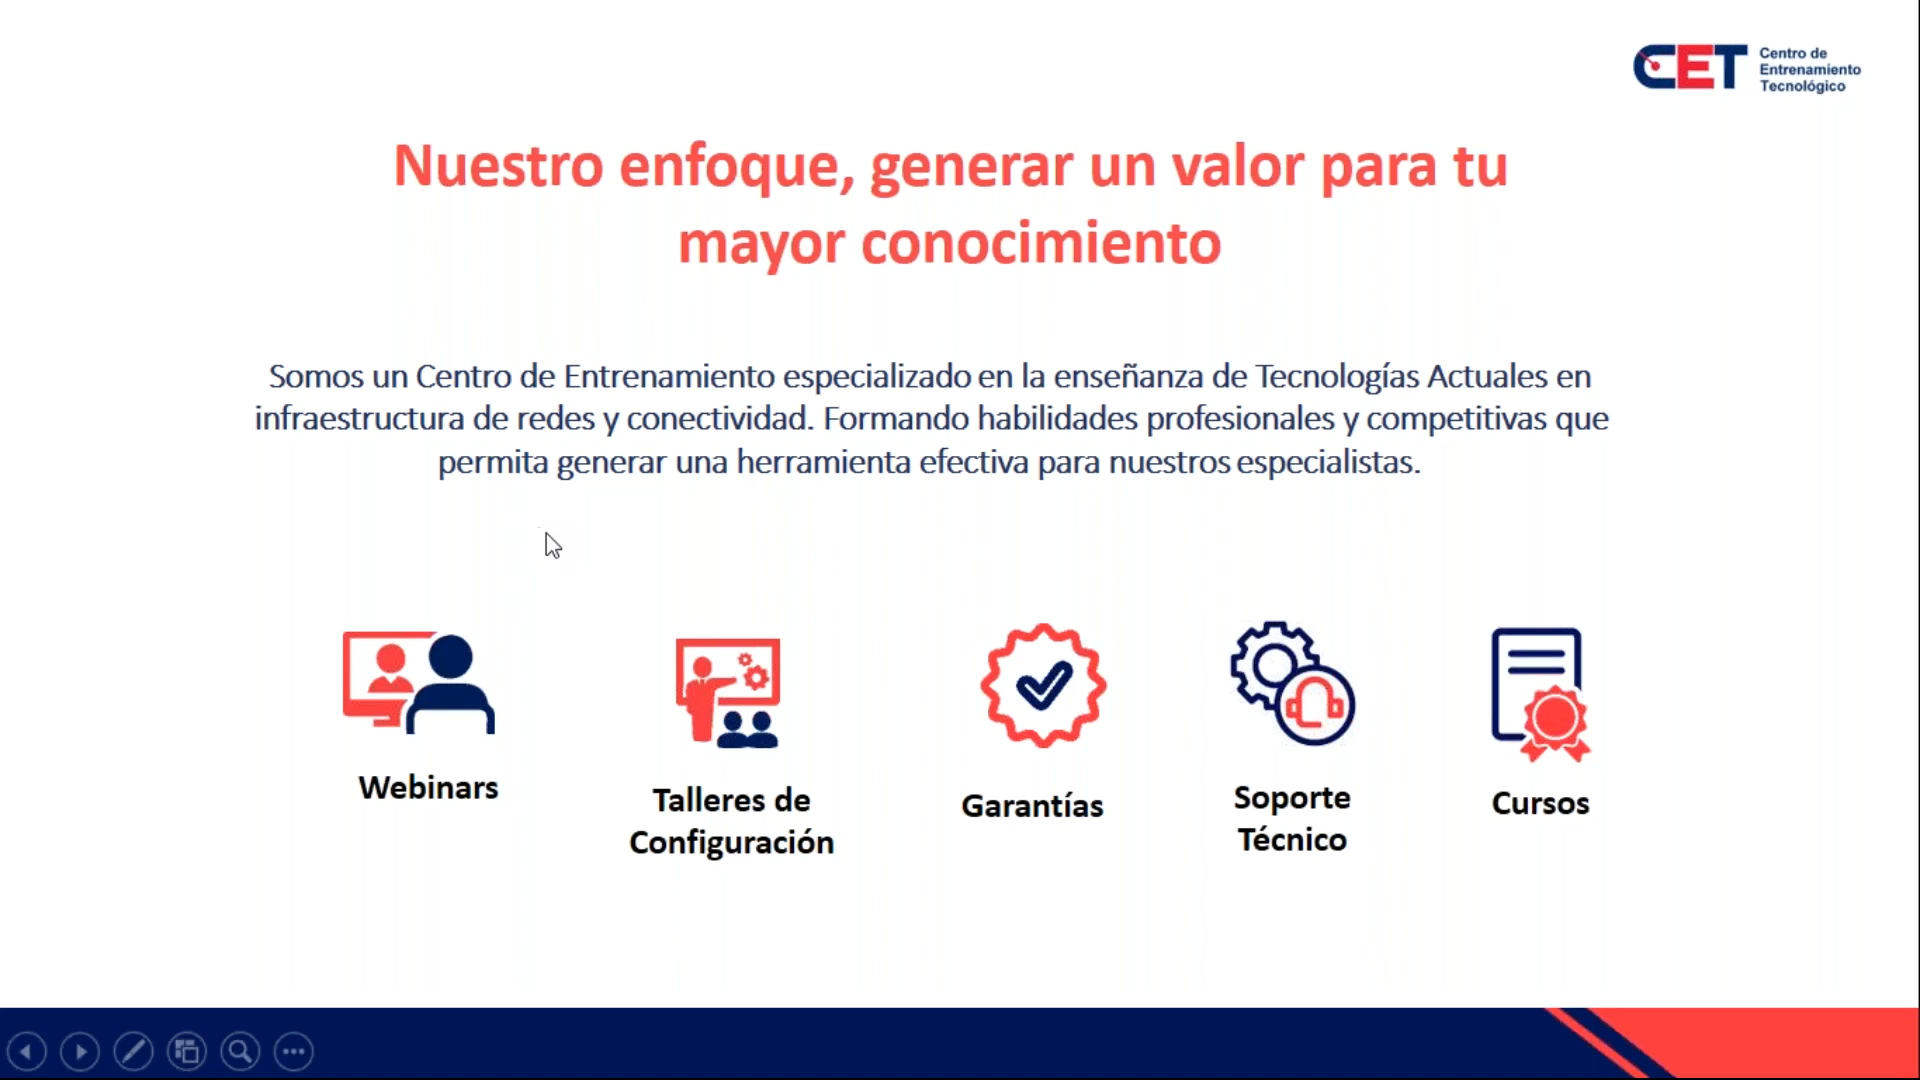 CET
Centro de
Entrenamiento
Tecnológico
Nuestro enfoque, generar un valor para tu
mayor conocimiento
Somos un Centro de Entrenamiento especializado en la enseñanza de Tecnologías Actuales en
infraestructura de redes y conectividad. Formando habilidades profesionales y competitivas que
permita generar una herramienta efectiva para nuestros especialistas.
Webinars
Talleres de
Configuración
Garantías
Soporte
Técnico
Cursos